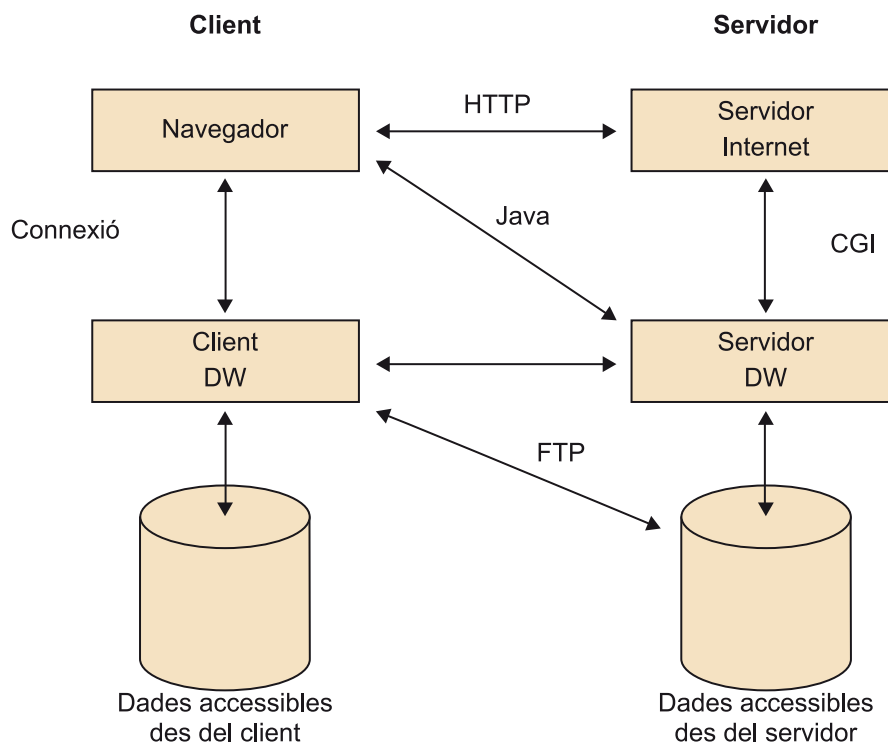 Client
Servidor
Navegador
HTTP
Servidor
Internet
Connexió
Java
CGI
Client
DW
Servidor
DW
FTP
Dades accessibles
des del client
Dades accessibles
des del servidor